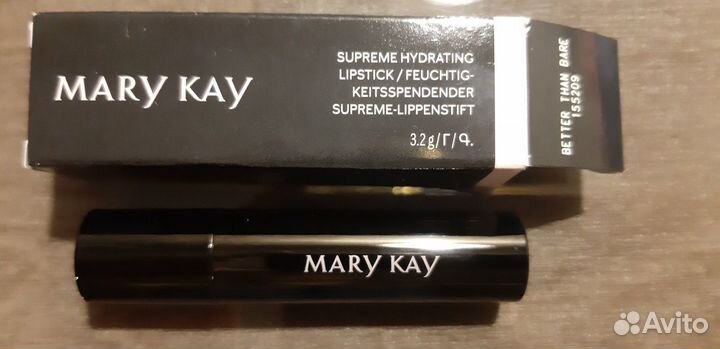 MARY KAY
SUPREME HYDRATING
LIPSTICK / FEUCHTIG-
KEITSSPENDENDER
SUPREME-LIPPENSTIFT
3.2 g/Г/Գ.
BETTER THAN BARE
155209
MARY KAY
Avito